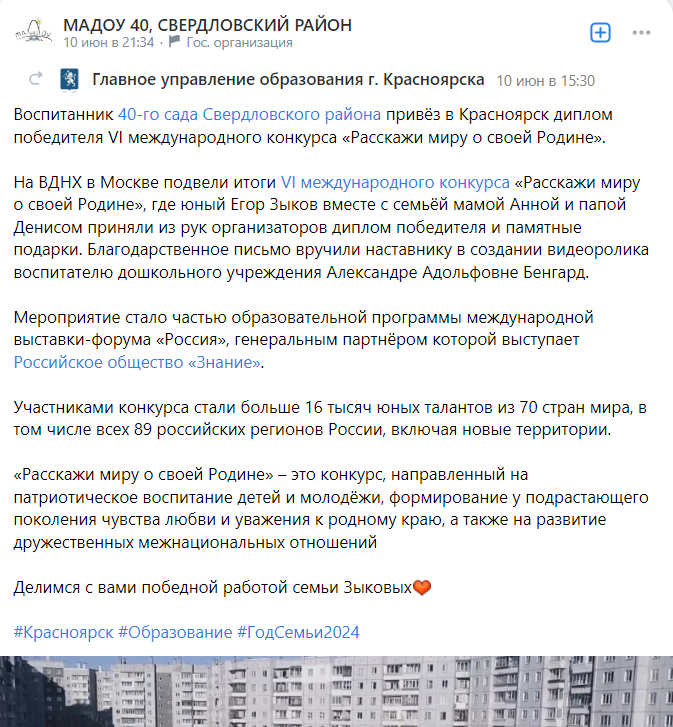 МАДОУ 40, СВЕРДЛОВСКИЙ РАЙОН
10 июн в 21:34 · Гос. организация
Главное управление образования г. Красноярска 10 июн в 15:30
Воспитанник 40-го сада Свердловского района привёз в Красноярск диплом
победителя VI международного конкурса «Расскажи миру о своей Родине».
На ВДНХ в Москве подвели итоги VI международного конкурса «Расскажи миру
о своей Родине», где юный Егор Зыков вместе с семьёй мамой Анной и папой
Денисом приняли из рук организаторов диплом победителя и памятные
подарки. Благодарственное письмо вручили наставнику в создании видеоролика
воспитателю дошкольного учреждения Александре Адольфовне Бенгард.
Мероприятие стало частью образовательной программы международной
выставки-форума «Россия», генеральным партнёром которой выступает
Российское общество «Знание».
Участниками конкурса стали больше 16 тысяч юных талантов из 70 стран мира, в
том числе всех 89 российских регионов России, включая новые территории.
«Расскажи миру о своей Родине» – это конкурс, направленный на
патриотическое воспитание детей и молодёжи, формирование у подрастающего
поколения чувства любви и уважения к родному краю, а также на развитие
дружественных межнациональных отношений
Делимся с вами победной работой семьи Зыковых❤
#Красноярск #Образование #ГодСемьи2024